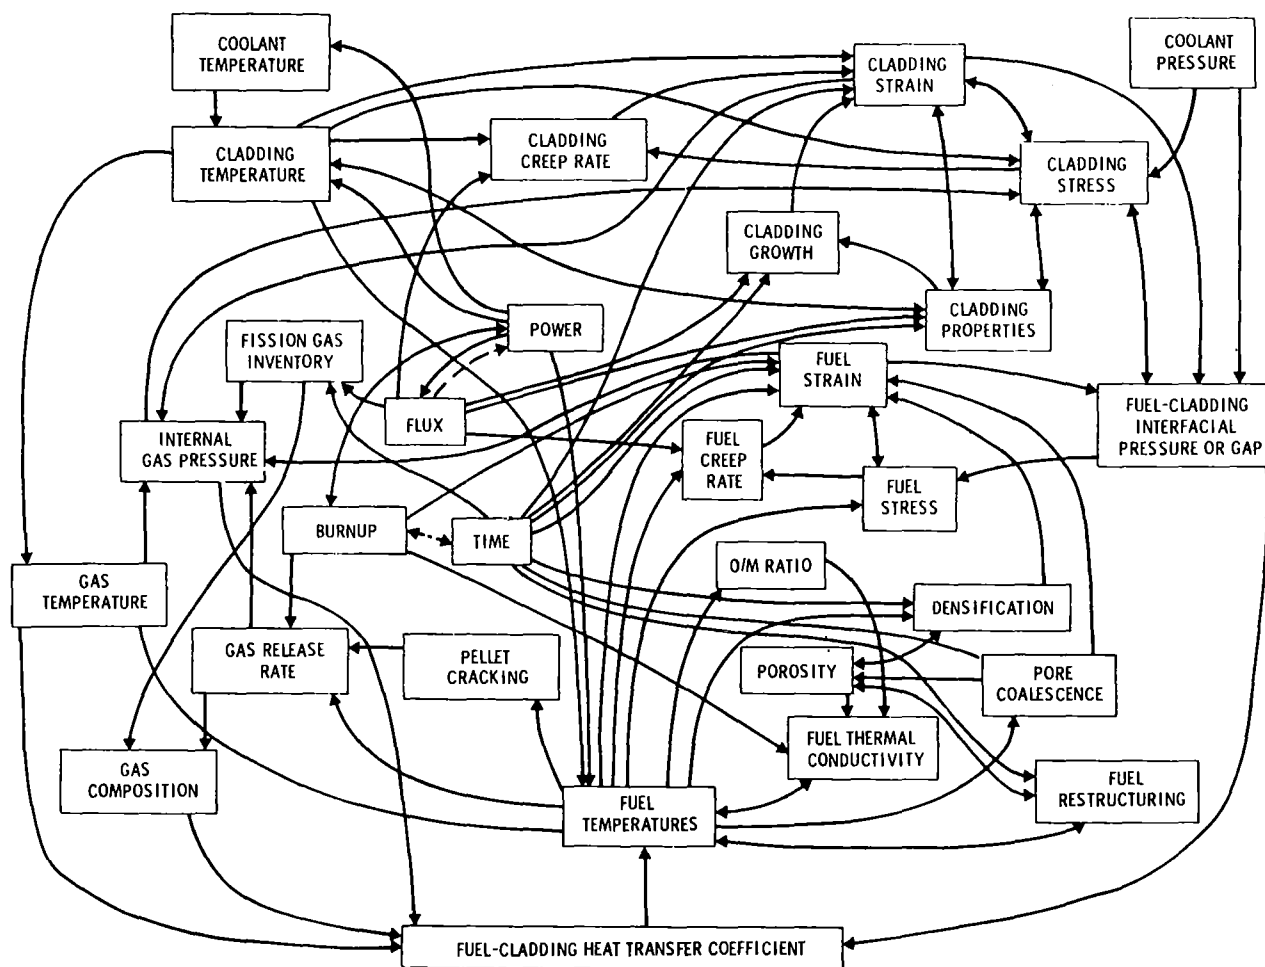 COOLANT
TEMPERATURE
CLADDING
STRAIN
COOLANT
PRESSURE
CLADDING
TEMPERATURE
CLADDING
CREEP RATE
CLADDING
STRESS
CLADDING
GROWTH
CLADDING
PROPERTIES
FISSION GAS
INVENTORY
POWER
FUEL
STRAIN
FLUX
INTERNAL
GAS PRESSURE
FUEL
CREEP
RATE
FUEL-CLADDING
INTERFACIAL
PRESSURE OR GAP
FUEL
STRESS
BURNUP
TIME
O/M RATIO
GAS
TEMPERATURE
DENSIFICATION
GAS RELEASE
RATE
PELLET
CRACKING
POROSITY
PORE
COALESCENCE
FUEL THERMAL
CONDUCTIVITY
GAS
COMPOSITION
FUEL
TEMPERATURES
FUEL
RESTRUCTURING
FUEL-CLADDING HEAT TRANSFER COEFFICIENT